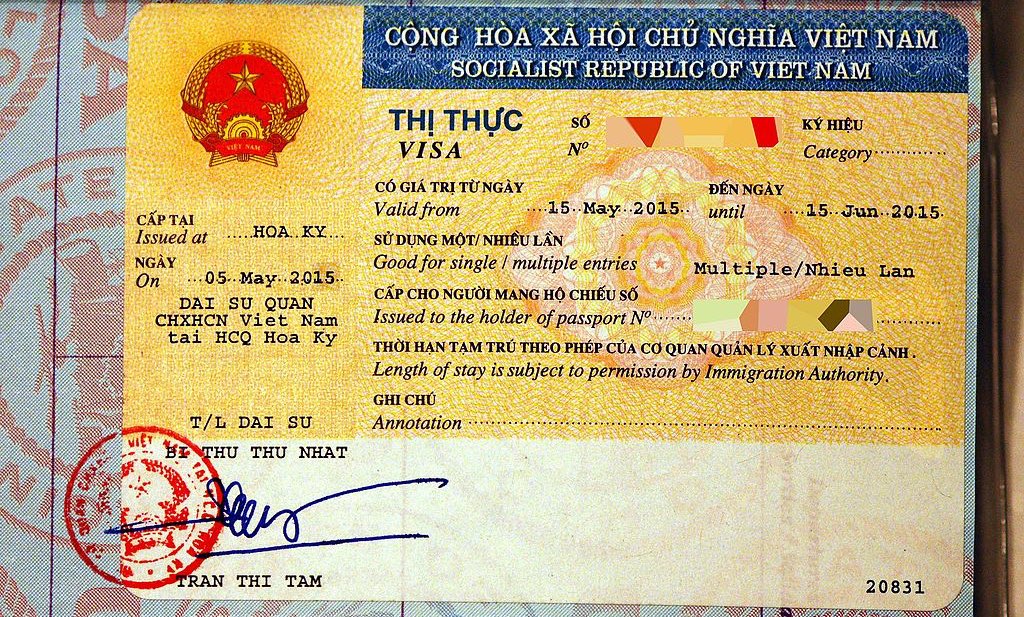 CỘNG HÒA XÃ HỘI CHỦ NGHĨA VIỆT NAM
SOCIALIST REPUBLIC OF VIET NAM
VIỆT NAM
THỊ THỰC
VISA
SỐ
Nº
KÝ HIỆU
Category
CÓ GIÁ TRỊ TỪ NGÀY
Valid from 15 May 2015
ĐẾN NGÀY
until 15 Jun 2015
SỬ DỤNG MỘT/ NHIỀU LẦN
Good for single / multiple entries Multiple/Nhieu Lan
CẤP CHO NGƯỜI MANG HỘ CHIẾU SỐ
Issued to the holder of passport Nº
THỜI HẠN TẠM TRÚ THEO PHÉP CỦA CƠ QUAN QUẢN LÝ XUẤT NHẬP CẢNH .
Length of stay is subject to permission by Immigration Authority.
GHI CHÚ
Annotation
CẤP TẠI
Issued at HOA KY
NGÀY
On 05 May 2015
DAI SU QUAN
CHXHCN Viet Nam
tai HCQ Hoa Ky
T/L DAI SU
BI THU THU NHAT
TRAN THI TAM
20831